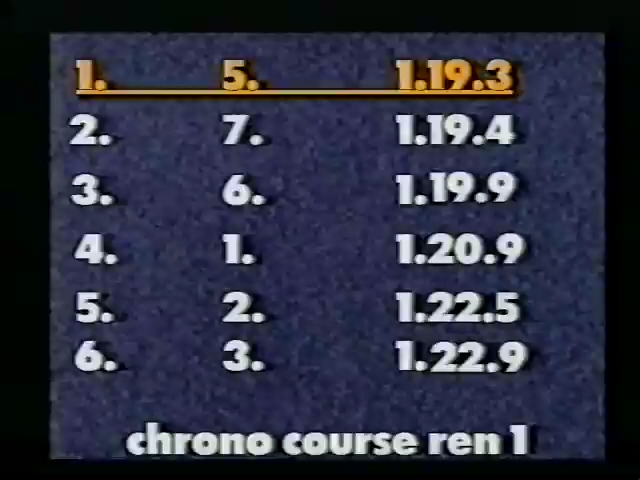 1. 5. 1.19.3
2. 7. 1.19.4
3. 6. 1.19.9
4. 1. 1.20.9
5. 2. 1.22.5
6. 3. 1.22.9
chrono course ren 1